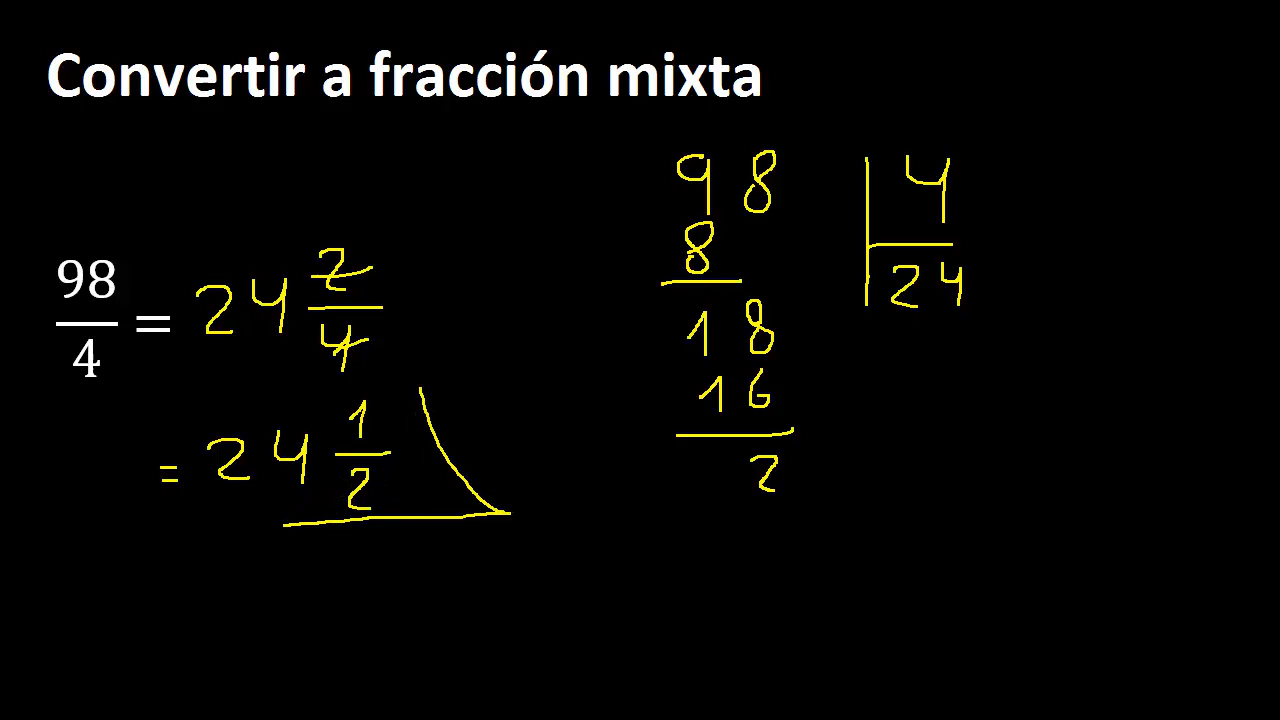 Convertir a fracción mixta
98/4 = 24 2/4
= 24 1/2
98 | 4
8 24
18
16
2